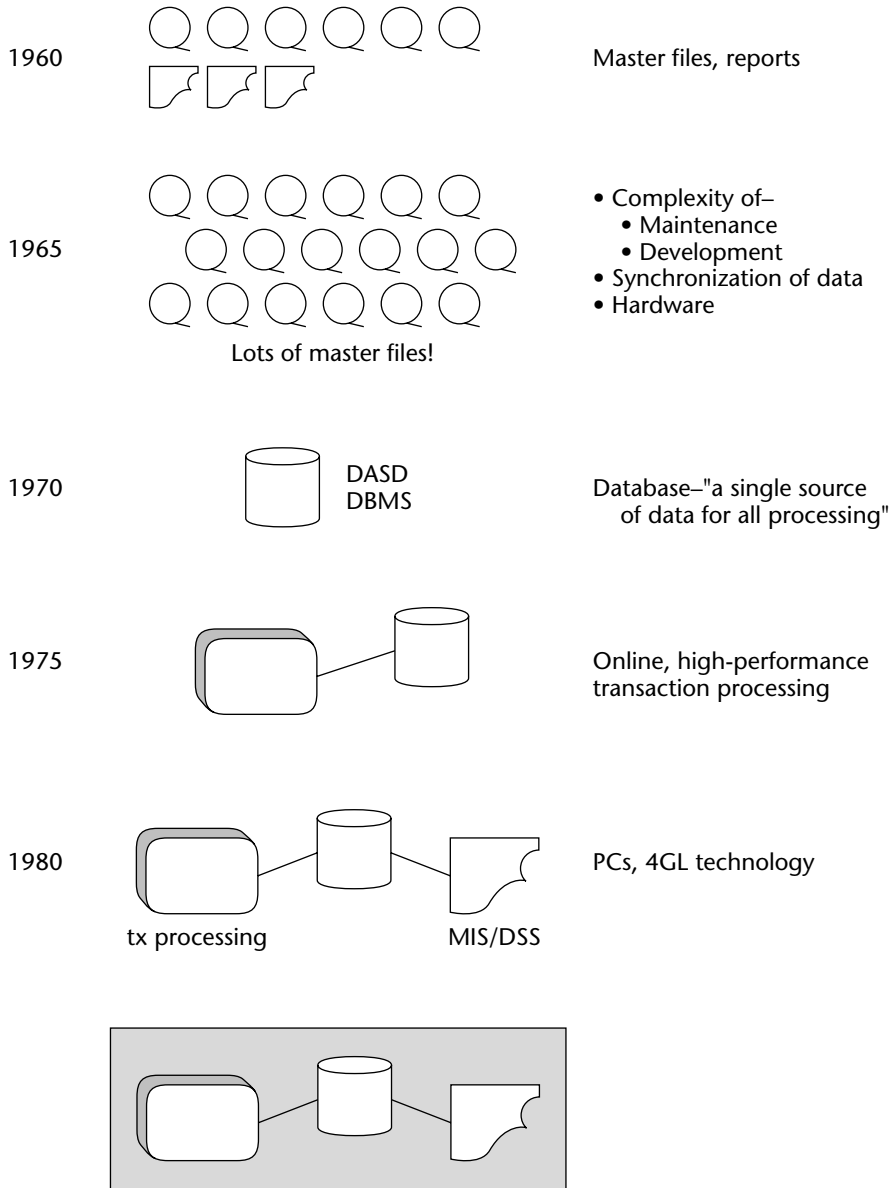 1960
Master files, reports
1965
• Complexity of–
• Maintenance
• Development
• Synchronization of data
• Hardware
Lots of master files!
1970
DASD
DBMS
Database–"a single source
of data for all processing"
1975
Online, high-performance
transaction processing
1980
PCs, 4GL technology
tx processing
MIS/DSS